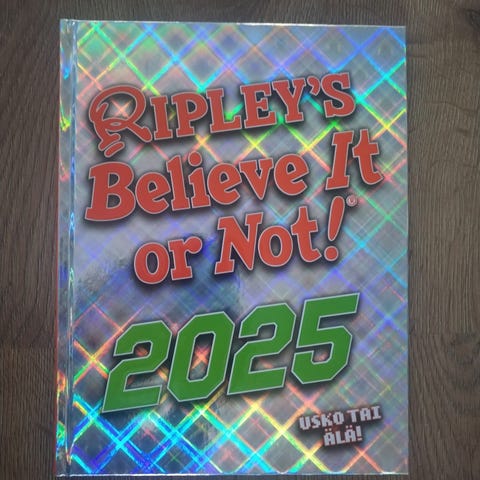 RIPLEY'S
Believe It
or Not!®
2025
USKO TAI
ÄLÄ!